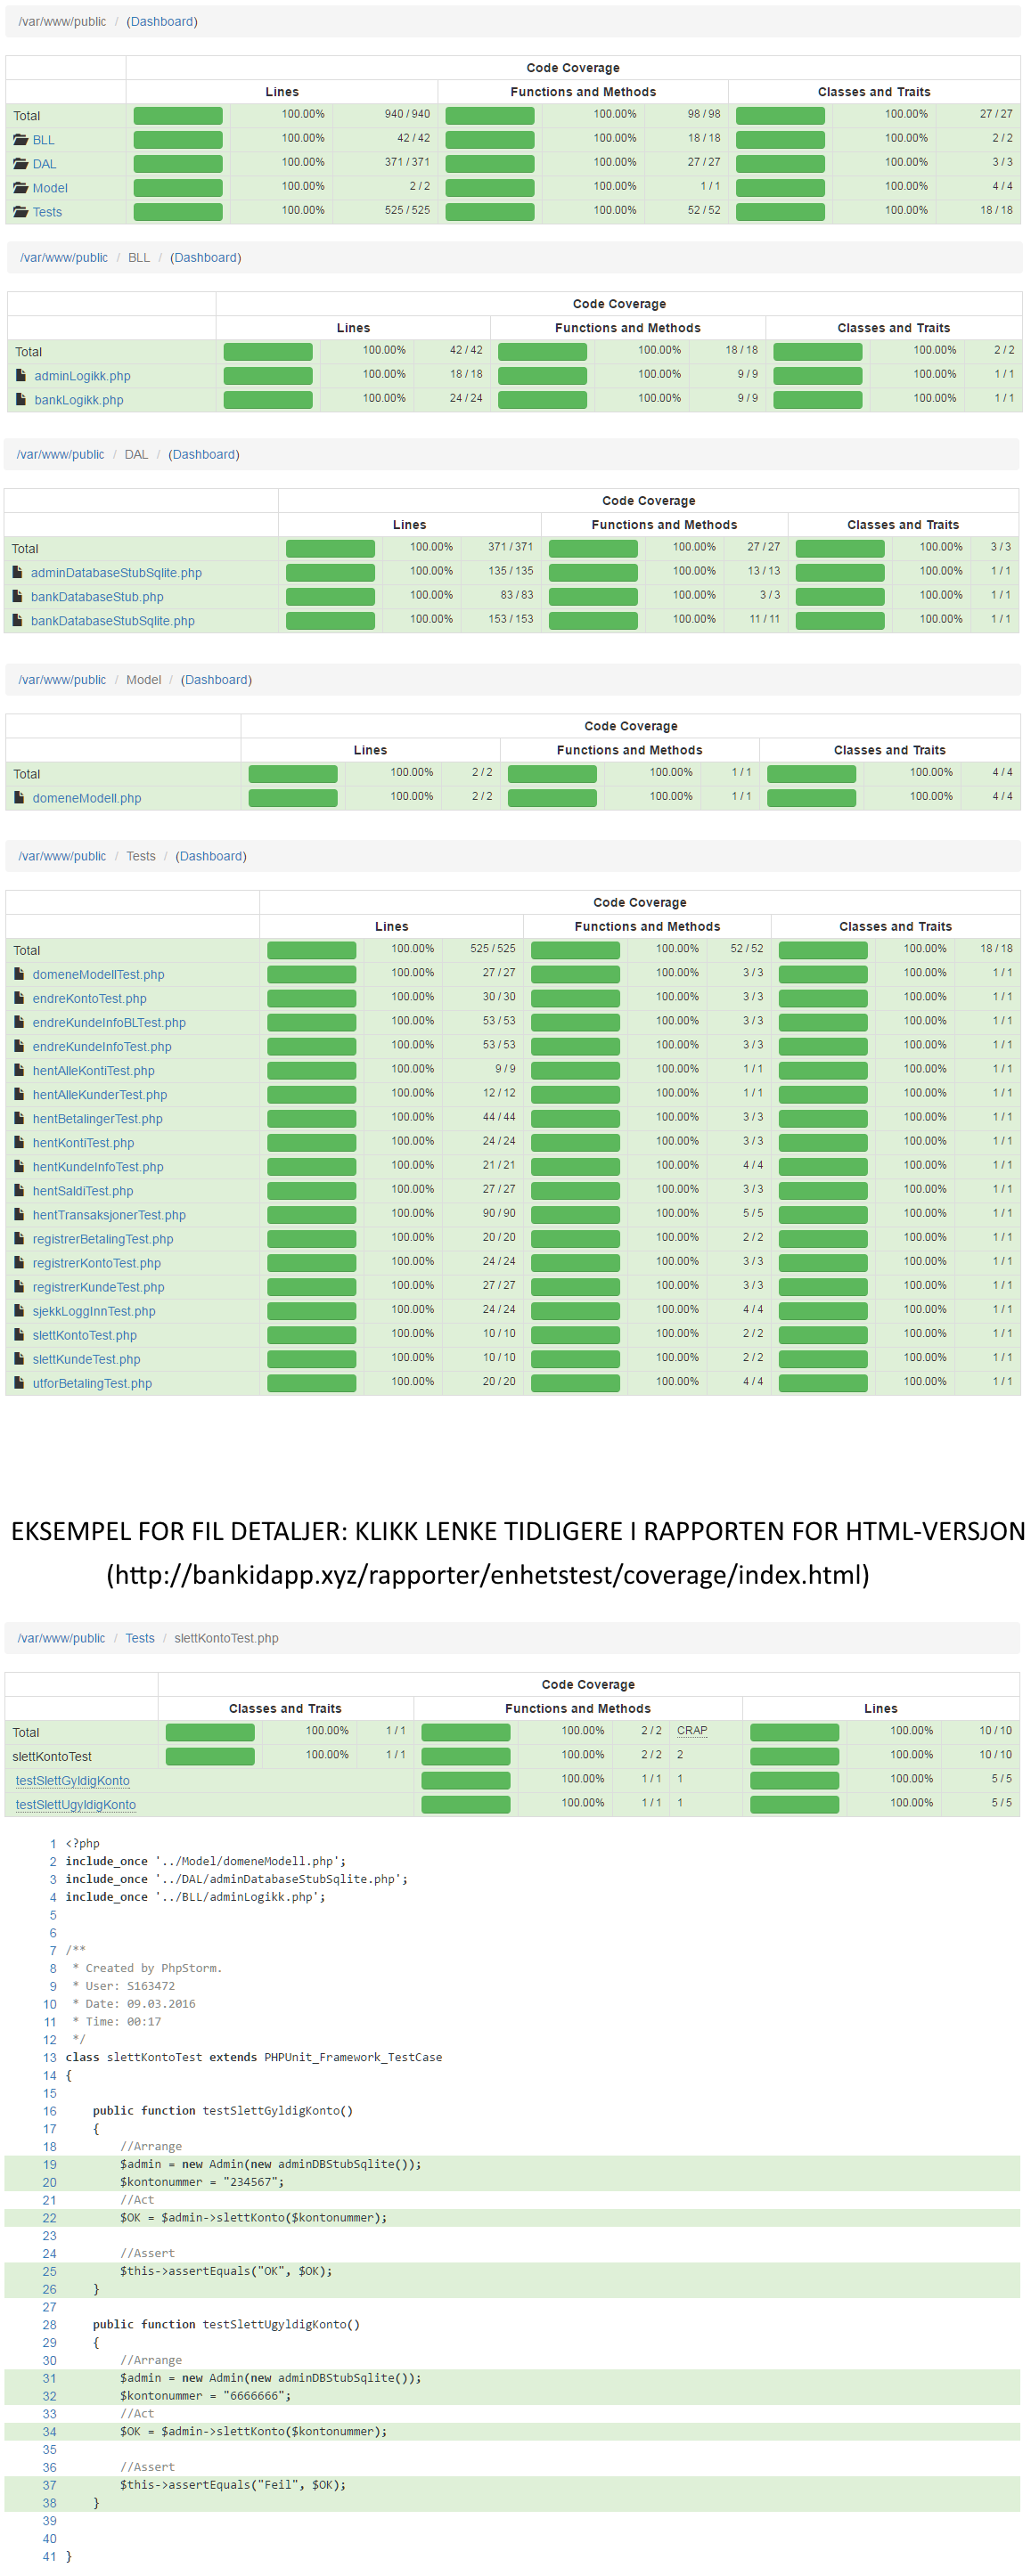 /var/www/public / (Dashboard)
Code Coverage
Lines Functions and Methods Classes and Traits
Total 100.00% 940 / 940 100.00% 98 / 98 100.00% 27 / 27
BLL 100.00% 42 / 42 100.00% 18 / 18 100.00% 2 / 2
DAL 100.00% 371 / 371 100.00% 27 / 27 100.00% 3 / 3
Model 100.00% 2 / 2 100.00% 1 / 1 100.00% 4 / 4
Tests 100.00% 525 / 525 100.00% 52 / 52 100.00% 18 / 18
/var/www/public / BLL / (Dashboard)
Code Coverage
Lines Functions and Methods Classes and Traits
Total 100.00% 42 / 42 100.00% 18 / 18 100.00% 2 / 2
adminLogikk.php 100.00% 18 / 18 100.00% 9 / 9 100.00% 1 / 1
bankLogikk.php 100.00% 24 / 24 100.00% 9 / 9 100.00% 1 / 1
/var/www/public / DAL / (Dashboard)
Code Coverage
Lines Functions and Methods Classes and Traits
Total 100.00% 371 / 371 100.00% 27 / 27 100.00% 3 / 3
adminDatabaseStubSqlite.php 100.00% 135 / 135 100.00% 13 / 13 100.00% 1 / 1
bankDatabaseStub.php 100.00% 83 / 83 100.00% 3 / 3 100.00% 1 / 1
bankDatabaseStubSqlite.php 100.00% 153 / 153 100.00% 11 / 11 100.00% 1 / 1
/var/www/public / Model / (Dashboard)
Code Coverage
Lines Functions and Methods Classes and Traits
Total 100.00% 2 / 2 100.00% 1 / 1 100.00% 4 / 4
domeneModell.php 100.00% 2 / 2 100.00% 1 / 1 100.00% 4 / 4
/var/www/public / Tests / (Dashboard)
Code Coverage
Lines Functions and Methods Classes and Traits
Total 100.00% 525 / 525 100.00% 52 / 52 100.00% 18 / 18
domeneModellTest.php 100.00% 27 / 27 100.00% 3 / 3 100.00% 1 / 1
endreKontoTest.php 100.00% 30 / 30 100.00% 3 / 3 100.00% 1 / 1
endreKundeInfoBLTest.php 100.00% 53 / 53 100.00% 3 / 3 100.00% 1 / 1
endreKundeInfoTest.php 100.00% 53 / 53 100.00% 3 / 3 100.00% 1 / 1
hentAlleKontiTest.php 100.00% 9 / 9 100.00% 1 / 1 100.00% 1 / 1
hentAlleKunderTest.php 100.00% 12 / 12 100.00% 1 / 1 100.00% 1 / 1
hentBetalingerTest.php 100.00% 44 / 44 100.00% 3 / 3 100.00% 1 / 1
hentKontiTest.php 100.00% 24 / 24 100.00% 3 / 3 100.00% 1 / 1
hentKundeInfoTest.php 100.00% 21 / 21 100.00% 4 / 4 100.00% 1 / 1
hentSaldiTest.php 100.00% 27 / 27 100.00% 3 / 3 100.00% 1 / 1
hentTransaksjonerTest.php 100.00% 90 / 90 100.00% 5 / 5 100.00% 1 / 1
registrerBetalingTest.php 100.00% 20 / 20 100.00% 2 / 2 100.00% 1 / 1
registrerKontoTest.php 100.00% 24 / 24 100.00% 3 / 3 100.00% 1 / 1
registrerKundeTest.php 100.00% 27 / 27 100.00% 3 / 3 100.00% 1 / 1
sjekkLoggInnTest.php 100.00% 24 / 24 100.00% 4 / 4 100.00% 1 / 1
slettKontoTest.php 100.00% 10 / 10 100.00% 2 / 2 100.00% 1 / 1
slettKundeTest.php 100.00% 10 / 10 100.00% 2 / 2 100.00% 1 / 1
utforBetalingTest.php 100.00% 20 / 20 100.00% 4 / 4 100.00% 1 / 1
EKSEMPEL FOR FIL DETALJER: KLIKK LENKE TIDLIGERE I RAPPORTEN FOR HTML-VERSJON
(http://bankidapp.xyz/rapporter/enhetstest/coverage/index.html)
/var/www/public / Tests / slettKontoTest.php
Code Coverage
Classes and Traits Functions and Methods Lines
Total 100.00% 1 / 1 100.00% 2 / 2 CRAP 100.00% 10 / 10
slettKontoTest 100.00% 1 / 1 100.00% 2 / 2 2 100.00% 10 / 10
testSlettGyldigKonto 100.00% 1 / 1 1 100.00% 5 / 5
testSlettUgyldigKonto 100.00% 1 / 1 1 100.00% 5 / 5
1 <?php
2 include_once '../Model/domeneModell.php';
3 include_once '../DAL/adminDatabaseStubSqlite.php';
4 include_once '../BLL/adminLogikk.php';
5
6
7 /**
8 * Created by PhpStorm.
9 * User: S163472
10 * Date: 09.03.2016
11 * Time: 00:17
12 */
13 class slettKontoTest extends PHPUnit_Framework_TestCase
14 {
15
16 public function testSlettGyldigKonto()
17 {
18 //Arrange
19 $admin = new Admin(new adminDBStubSqlite());
20 $kontonummer = "234567";
21 //Act
22 $OK = $admin->slettKonto($kontonummer);
23
24 //Assert
25 $this->assertEquals("OK", $OK);
26 }
27
28 public function testSlettUgyldigKonto()
29 {
30 //Arrange
31 $admin = new Admin(new adminDBStubSqlite());
32 $kontonummer = "6666666";
33 //Act
34 $OK = $admin->slettKonto($kontonummer);
35
36 //Assert
37 $this->assertEquals("Feil", $OK);
38 }
39
40
41 }